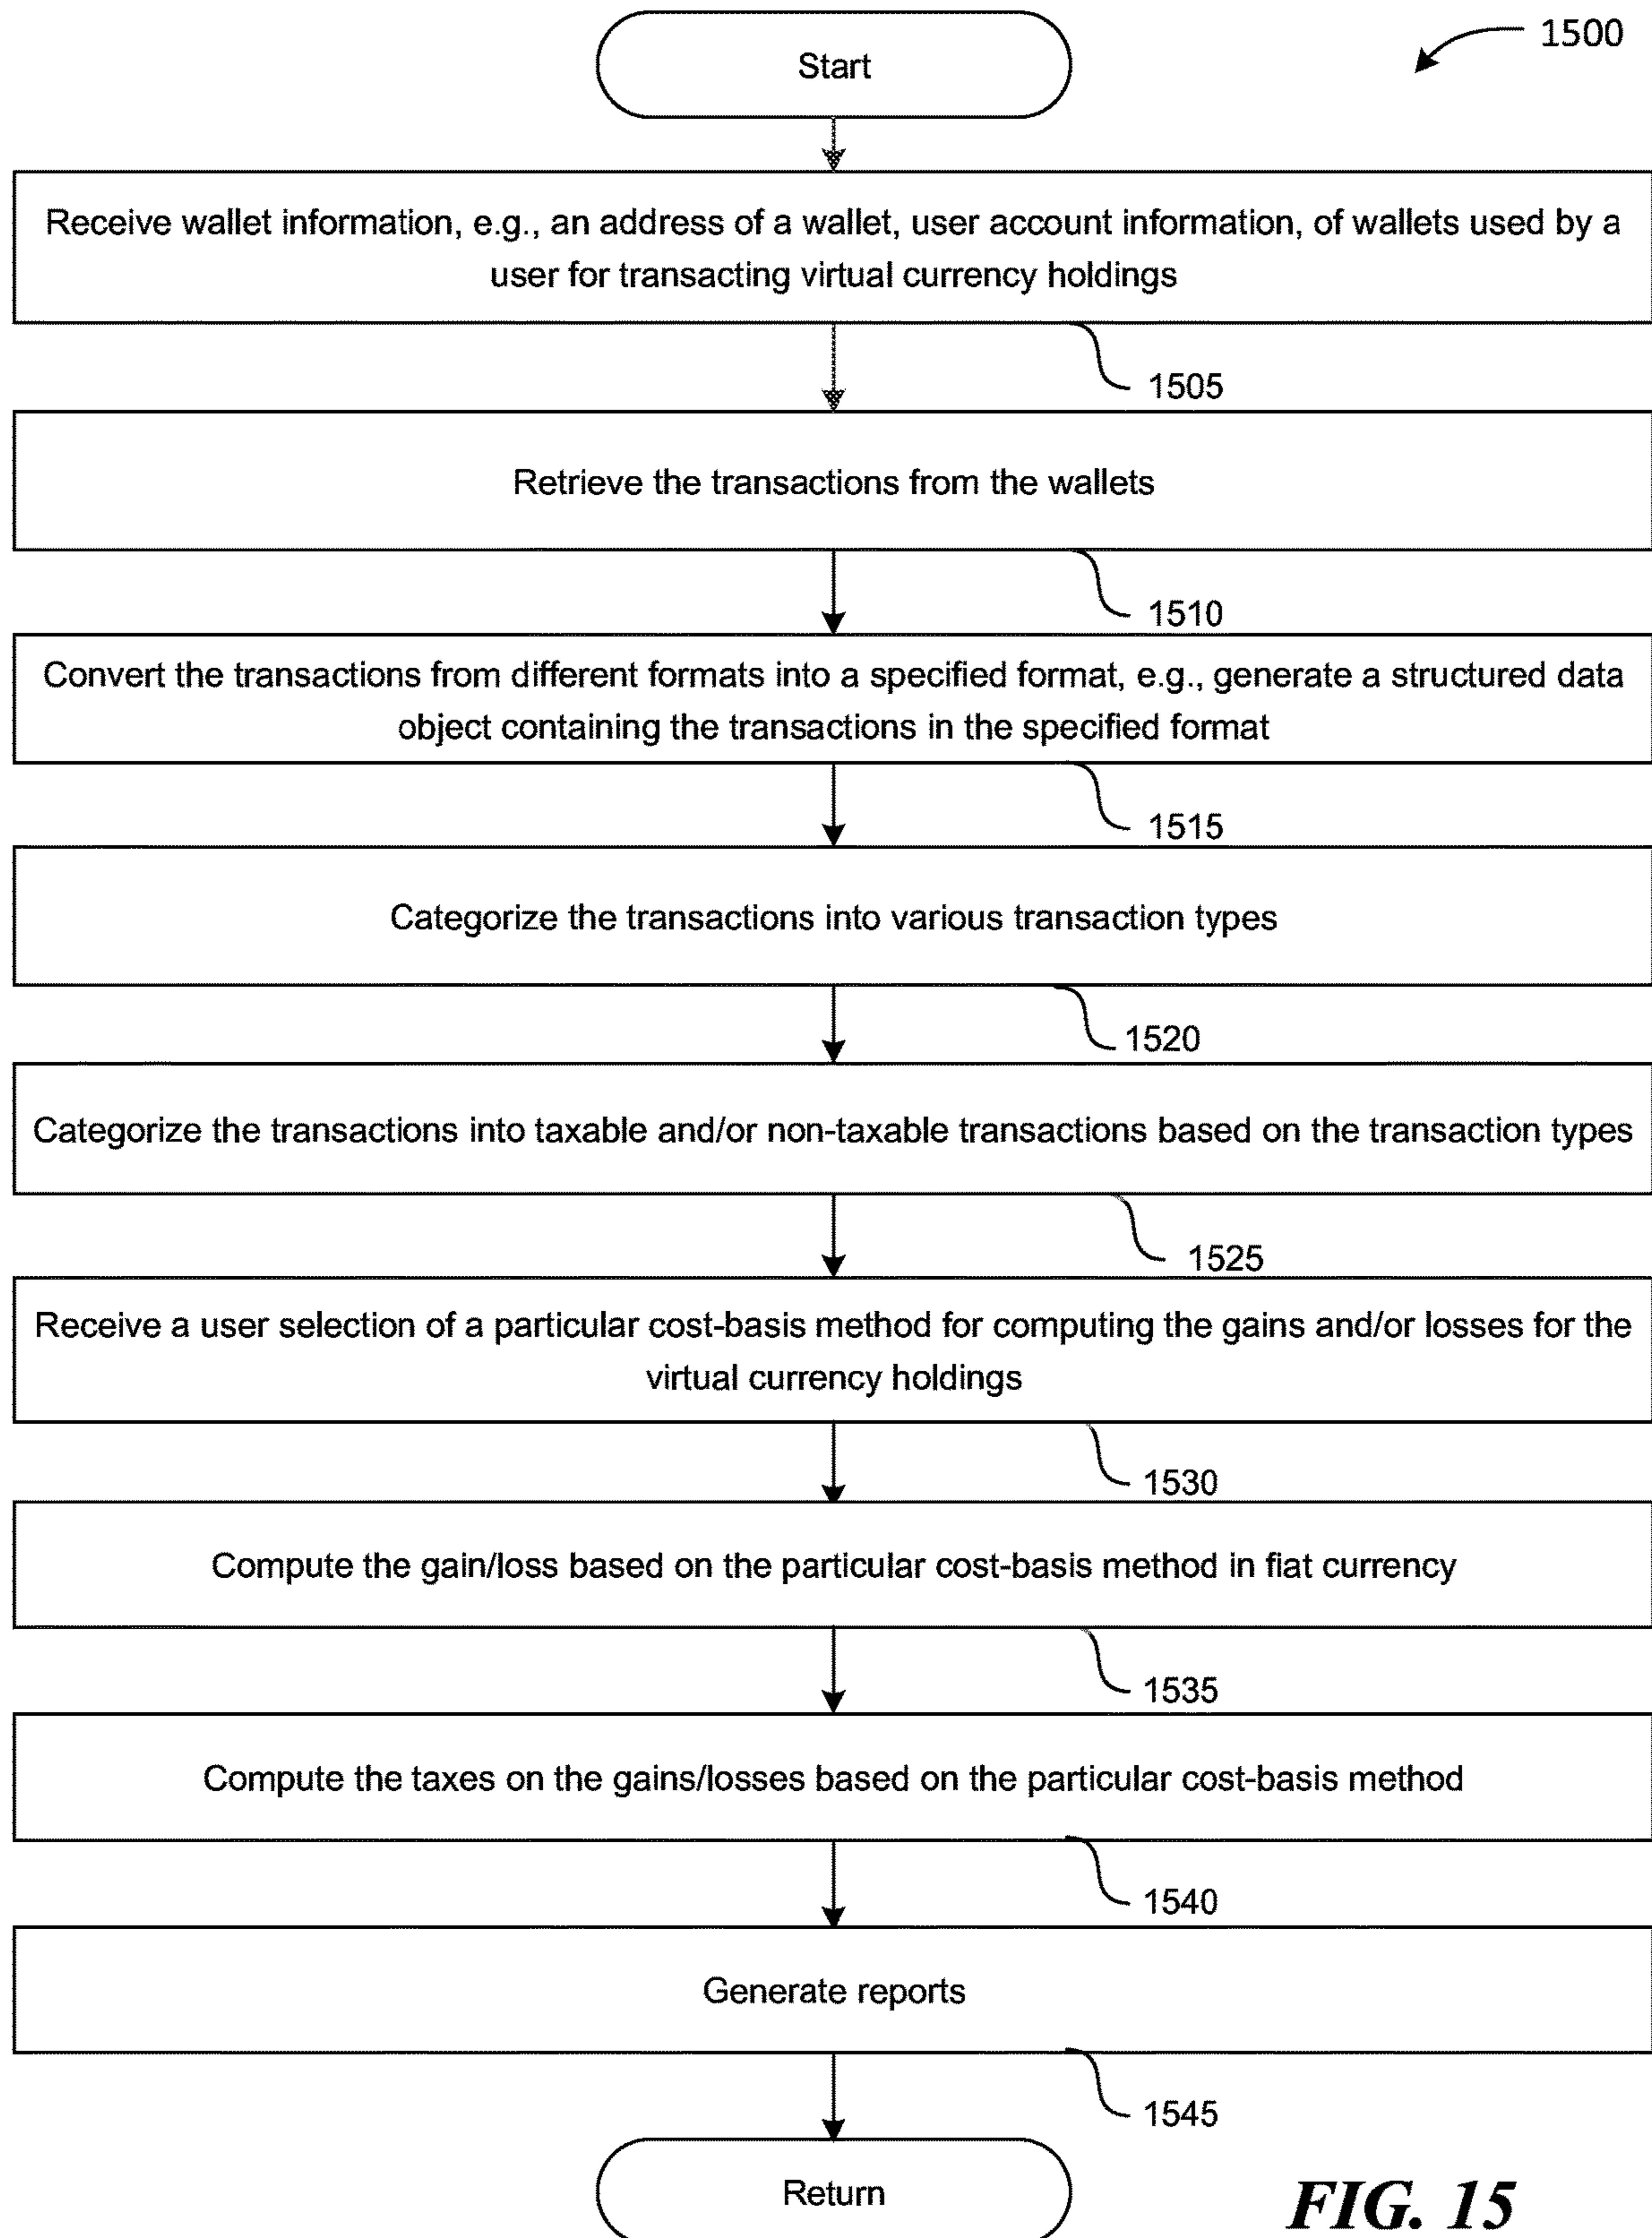 1500
Start
Receive wallet information, e.g., an address of a wallet, user account information, of wallets used by a
user for transacting virtual currency holdings
1505
Retrieve the transactions from the wallets
1510
Convert the transactions from different formats into a specified format, e.g., generate a structured data
object containing the transactions in the specified format
1515
Categorize the transactions into various transaction types
1520
Categorize the transactions into taxable and/or non-taxable transactions based on the transaction types
1525
Receive a user selection of a particular cost-basis method for computing the gains and/or losses for the
virtual currency holdings
1530
Compute the gain/loss based on the particular cost-basis method in fiat currency
1535
Compute the taxes on the gains/losses based on the particular cost-basis method
1540
Generate reports
1545
Return
FIG. 15